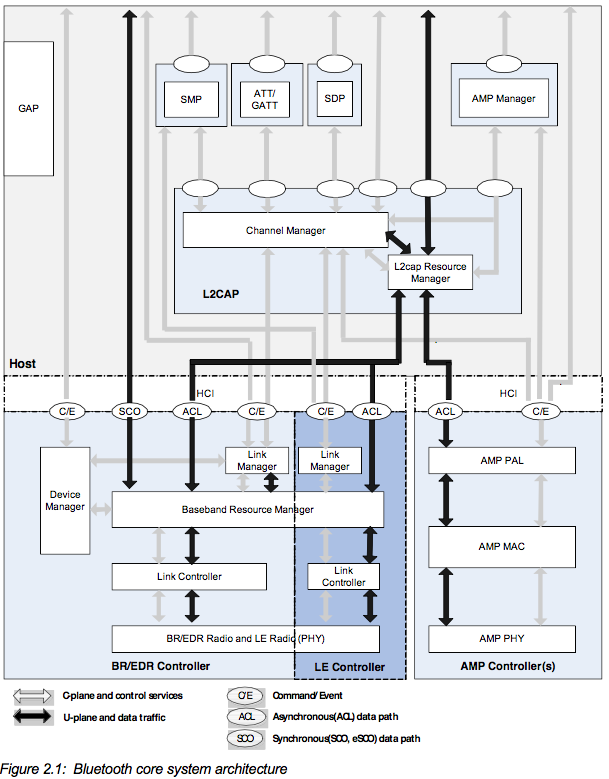 GAP
SMP
ATT/
GATT
SDP
AMP Manager
Channel Manager
L2cap Resource
Manager
L2CAP
Host
HCI
HCI
C/E
SCO
ACL
C/E
C/E
ACL
ACL
C/E
Link
Manager
Link
Manager
AMP PAL
Device
Manager
Baseband Resource Manager
AMP MAC
Link Controller
Link
Controller
BR/EDR Radio and LE Radio (PHY)
AMP PHY
BR/EDR Controller
LE Controller
AMP Controller(s)
C-plane and control services
C/E
Command/ Event
U-plane and data traffic
ACL
Asynchronous(ACL) data path
SCO
Synchronous(SCO, eSCO) data path
Figure 2.1: Bluetooth core system architecture